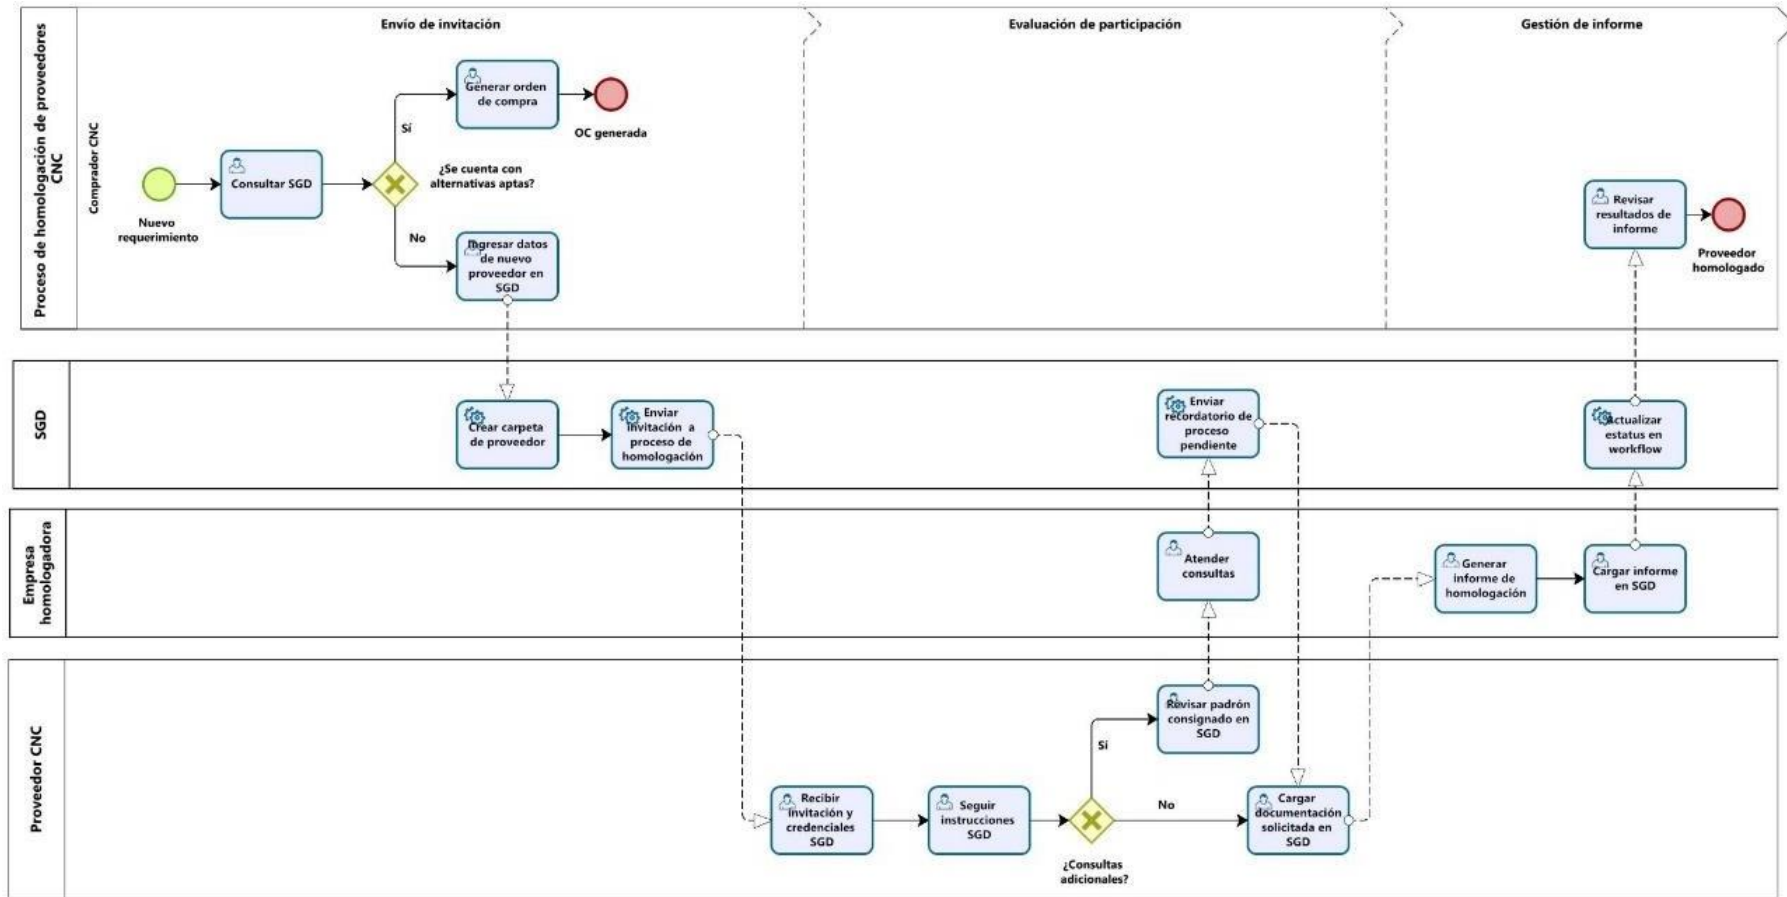 Envío de invitación
Evaluación de participación
Gestión de informe
Proceso de homologación de proveedores
CNC
Comprador CNC
Nuevo
requerimiento
Consultar SGD
Sí
No
¿Se cuenta con
alternativas aptas?
Generar orden
de compra
OC generada
Ingresar datos
de nuevo
proveedor en
SGD
Revisar
resultados de
informe
Proveedor
homologado
SGD
Crear carpeta
de proveedor
Enviar
invitación a
proceso de
homologación
Enviar
recordatorio de
proceso
pendiente
Actualizar
estatus en
workflow
Empresa
homologadora
Atender
consultas
Generar
informe de
homologación
Cargar informe
en SGD
Proveedor CNC
Recibir
invitación y
credenciales
SGD
Seguir
instrucciones
SGD
¿Consultas
adicionales?
Sí
No
Revisar padrón
consignado en
SGD
Cargar
documentación
solicitada en
SGD